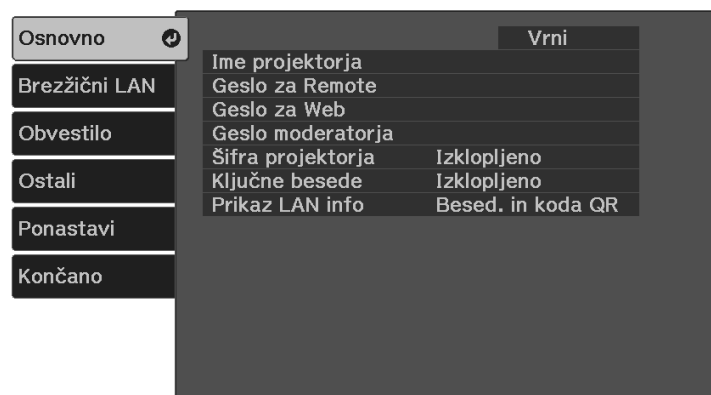 Osnovno
Brezžični LAN
Obvestilo
Ostali
Ponastavi
Končano
Vrni
Ime projektorja
Geslo za Remote
Geslo za Web
Geslo moderatorja
Šifra projektorja Izklopljeno
Ključne besede Izklopljeno
Prikaz LAN info Besed. in koda QR